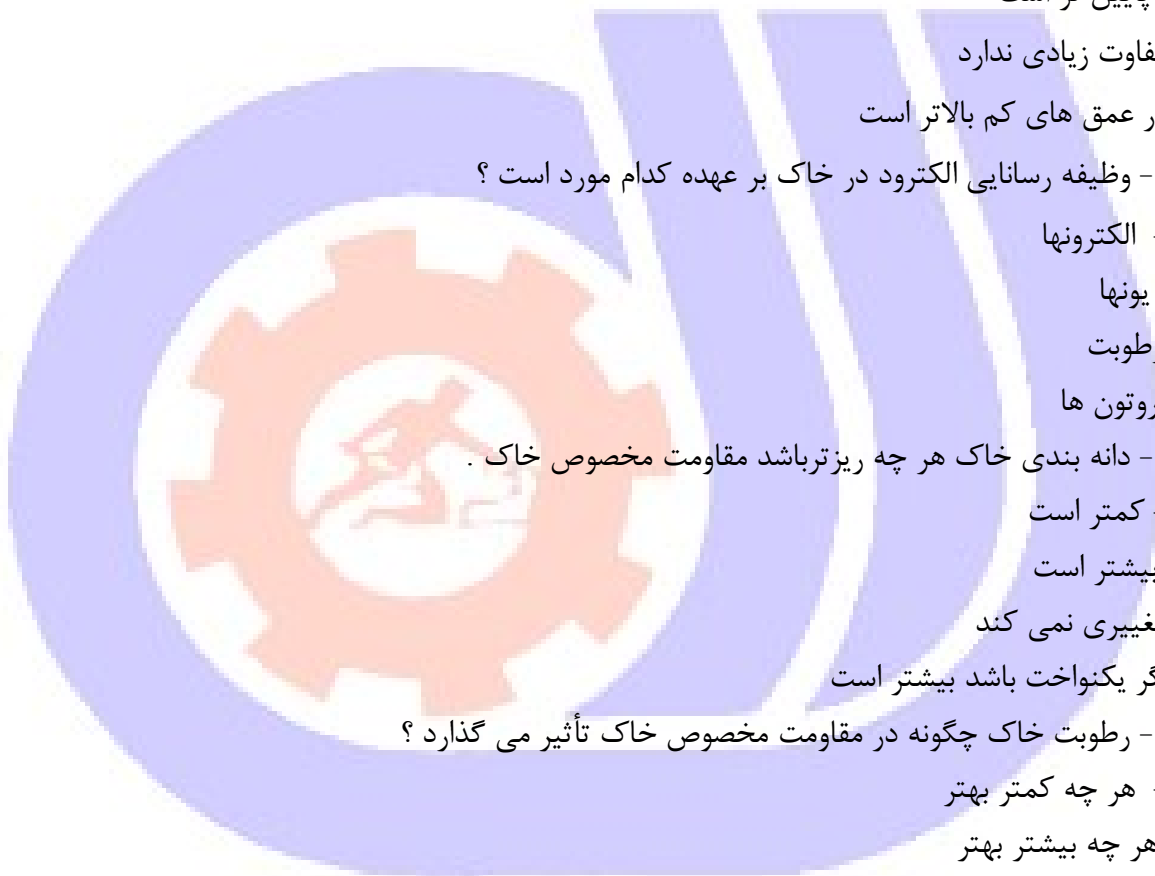 پایین تر است
فاوت زیادی ندارد
ر عمق های کم بالاتر است
- وظیفه رسانایی الکترود در خاک بر عهده کدام مورد است ؟
- الکترونها
یونها
رطوبت
روتون ها
- دانه بندی خاک هر چه ریزترباشد مقاومت مخصوص خاک .
- کمتر است
بیشتر است
غییری نمی کند
گر یکنواخت باشد بیشتر است
- رطوبت خاک چگونه در مقاومت مخصوص خاک تأثیر می گذارد ؟
- هر چه کمتر بهتر
هر چه بیشتر بهتر